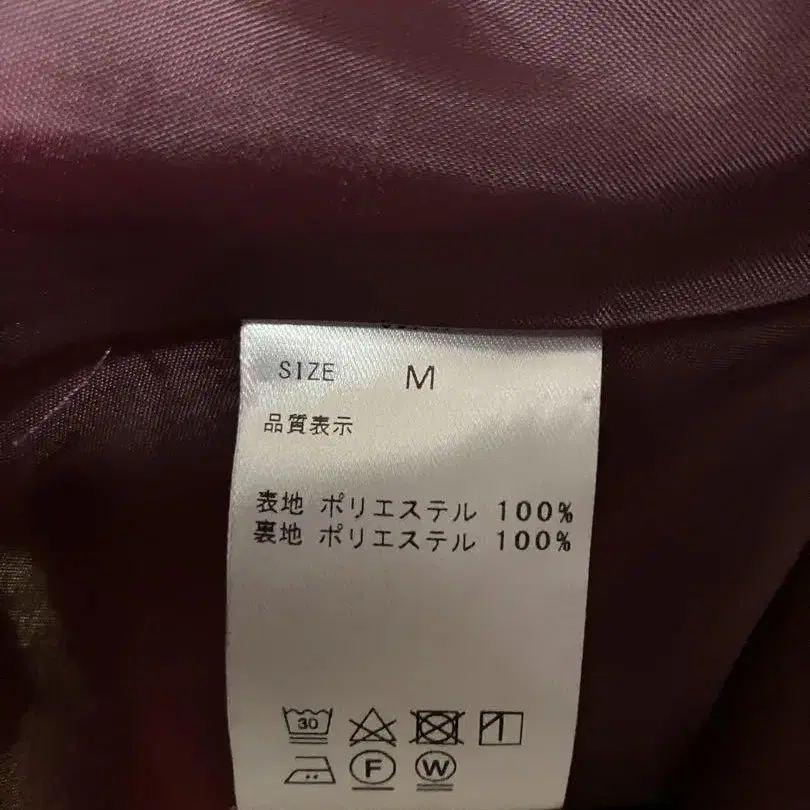 SIZE M
品質表示
表地 ポリエステル 100%
裏地 ポリエステル 100%
30
F W